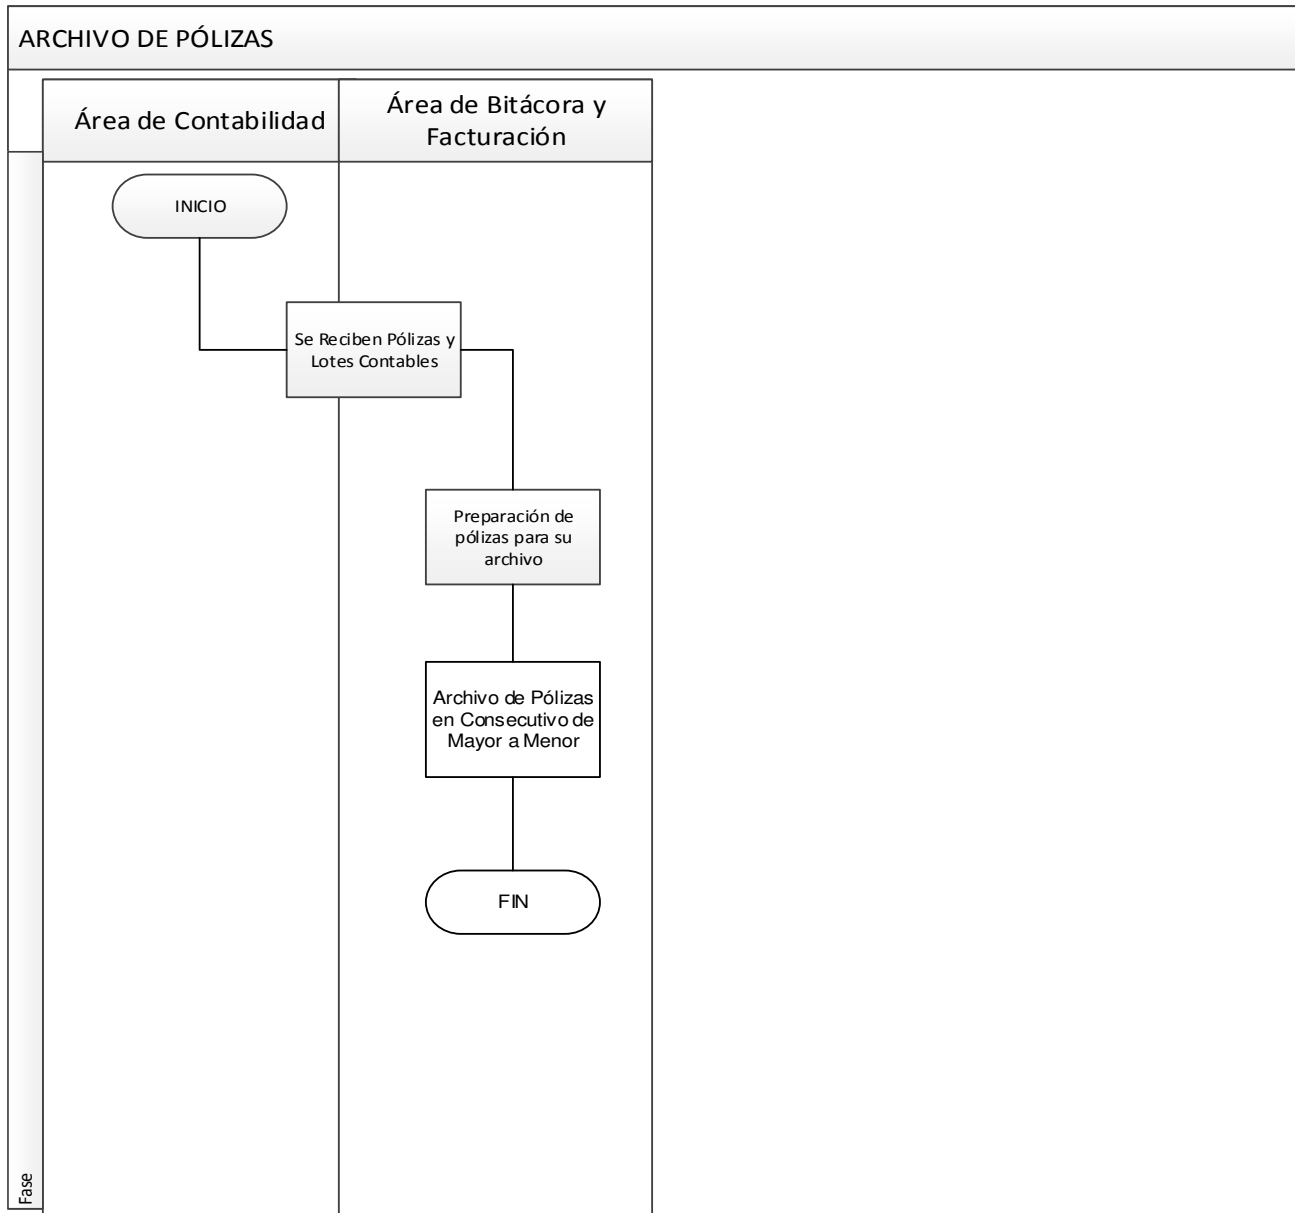 ARCHIVO DE PÓLIZAS
Área de Contabilidad
Área de Bitácora y
Facturación
INICIO
Se Reciben Pólizas y
Lotes Contables
Preparación de
pólizas para su
archivo
Archivo de Pólizas
en Consecutivo de
Mayor a Menor
FIN
Fase